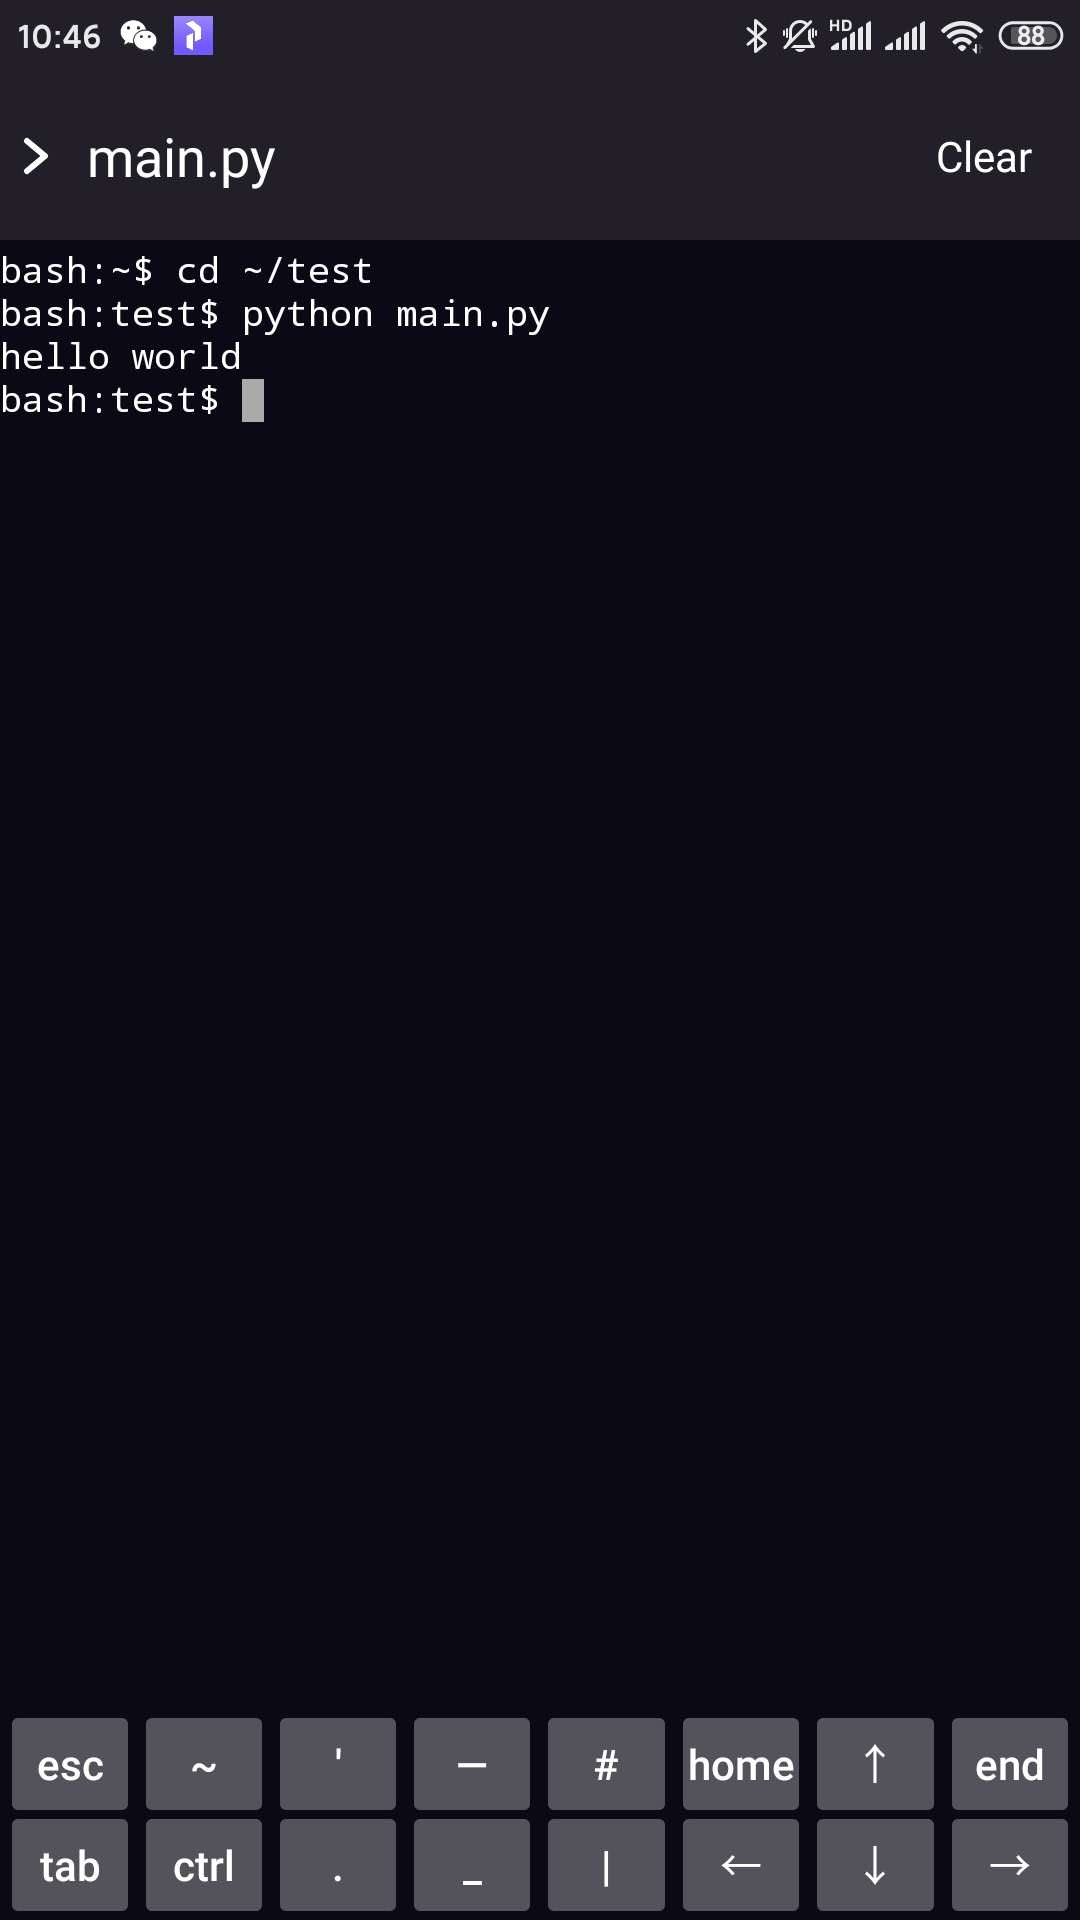 10:46 HD 88
main.py Clear
bash:~$ cd ~/test
bash:test$ python main.py
hello world
bash:test$
esc ~ ' — # home ↑ end
tab ctrl . _ | ← ↓ →